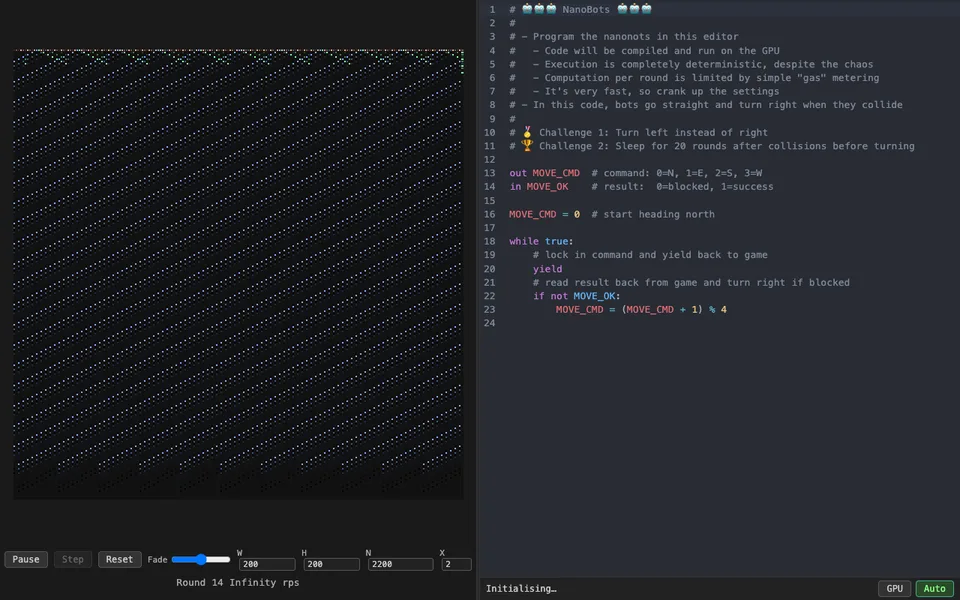 1 # 🤖🤖🤖 NanoBots 🤖🤖🤖
2 #
3 # - Program the nanonots in this editor
4 #   - Code will be compiled and run on the GPU
5 #   - Execution is completely deterministic, despite the chaos
6 #   - Computation per round is limited by simple "gas" metering
7 #   - It's very fast, so crank up the settings
8 # - In this code, bots go straight and turn right when they collide
9 #
10 # 🏅 Challenge 1: Turn left instead of right
11 # 🏆 Challenge 2: Sleep for 20 rounds after collisions before turning
12
13 out MOVE_CMD  # command: 0=N, 1=E, 2=S, 3=W
14 in MOVE_OK    # result:  0=blocked, 1=success
15
16 MOVE_CMD = 0  # start heading north
17
18 while true:
19     # lock in command and yield back to game
20     yield
21     # read result back from game and turn right if blocked
22     if not MOVE_OK:
23         MOVE_CMD = (MOVE_CMD + 1) % 4
24
W H N X
Pause Step Reset Fade 200 200 2200 2
Round 14 Infinity rps
Initialising… GPU Auto